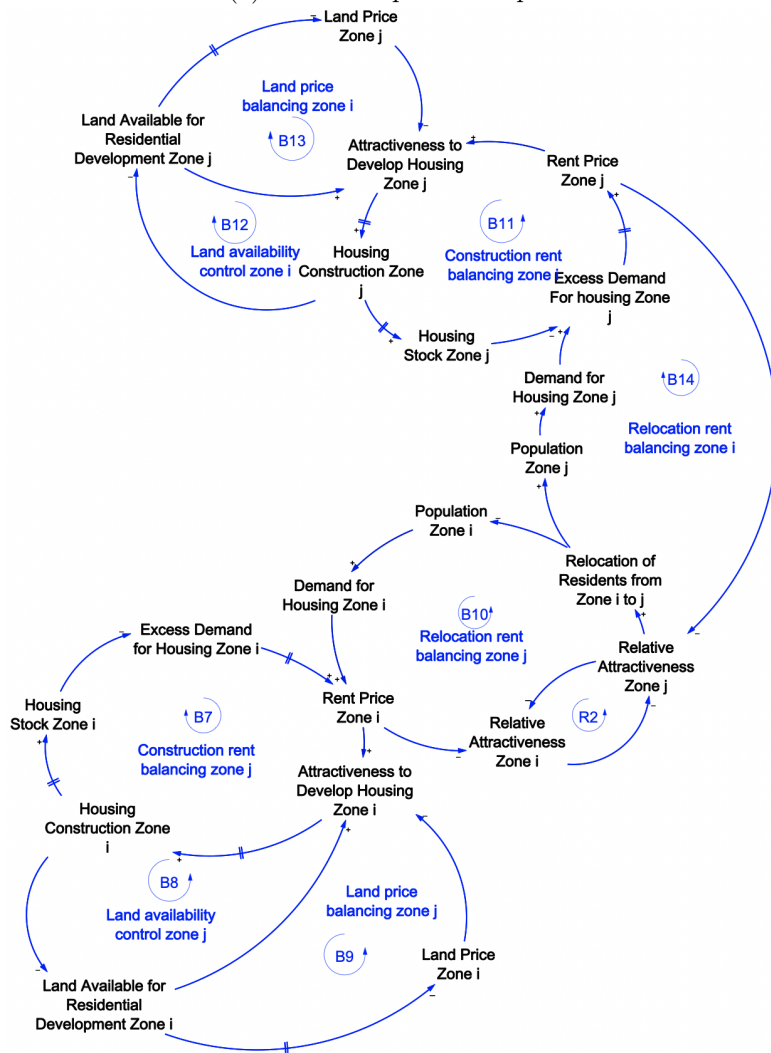 Land Price
Zone j
Land price
balancing zone i
B13
Land Available for
Residential
Development Zone j
Attractiveness to
Develop Housing
Zone j
Rent Price
Zone j
B12
Land availability
control zone i
B11
Construction rent
balancing zone i
Housing
Construction Zone
j
Excess Demand
For housing Zone
j
Housing
Stock Zone j
Demand for
Housing Zone j
B14
Relocation rent
balancing zone i
Population
Zone j
Population
Zone i
Relocation of
Residents from
Zone i to j
Demand for
Housing Zone i
B10
Relocation rent
balancing zone j
Excess Demand
for Housing Zone i
Relative
Attractiveness
Zone j
Housing
Stock Zone i
B7
Construction rent
balancing zone j
Rent Price
Zone i
R2
Relative
Attractiveness
Zone i
Attractiveness to
Develop Housing
Zone i
Housing
Construction Zone
i
B8
Land availability
control zone j
Land price
balancing zone j
B9
Land Price
Zone i
Land Available for
Residential
Development Zone i